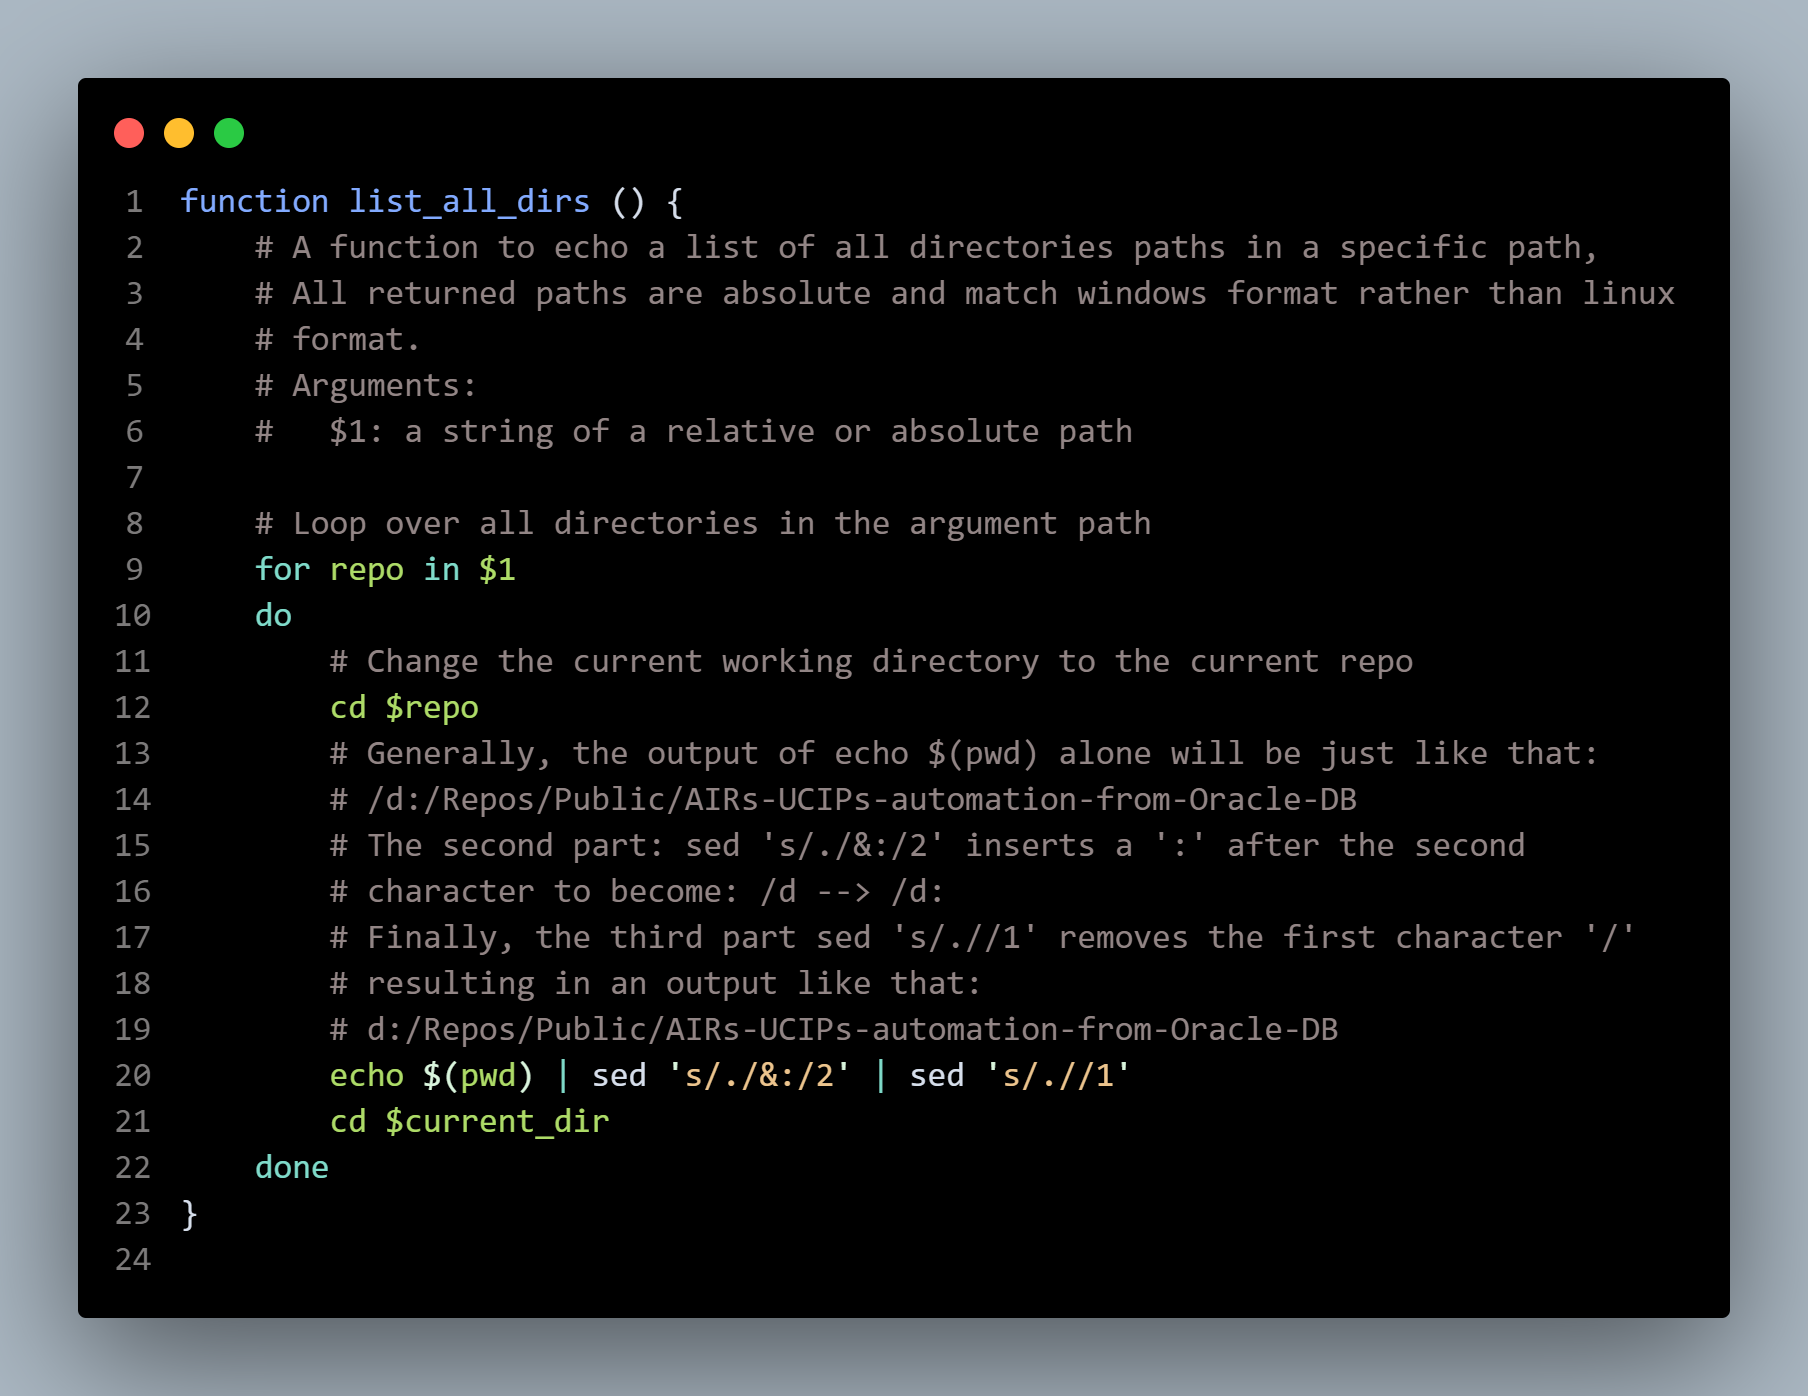 1 function list_all_dirs () {
2     # A function to echo a list of all directories paths in a specific path,
3     # All returned paths are absolute and match windows format rather than linux
4     # format.
5     # Arguments:
6     #   $1: a string of a relative or absolute path
7
8     # Loop over all directories in the argument path
9     for repo in $1
10     do
11         # Change the current working directory to the current repo
12         cd $repo
13         # Generally, the output of echo $(pwd) alone will be just like that:
14         # /d:/Repos/Public/AIRs-UCIPs-automation-from-Oracle-DB
15         # The second part: sed 's/./&:/2' inserts a ':' after the second
16         # character to become: /d --> /d:
17         # Finally, the third part sed 's/.//1' removes the first character '/'
18         # resulting in an output like that:
19         # d:/Repos/Public/AIRs-UCIPs-automation-from-Oracle-DB
20         echo $(pwd) | sed 's/./&:/2' | sed 's/.//1'
21         cd $current_dir
22     done
23 }
24